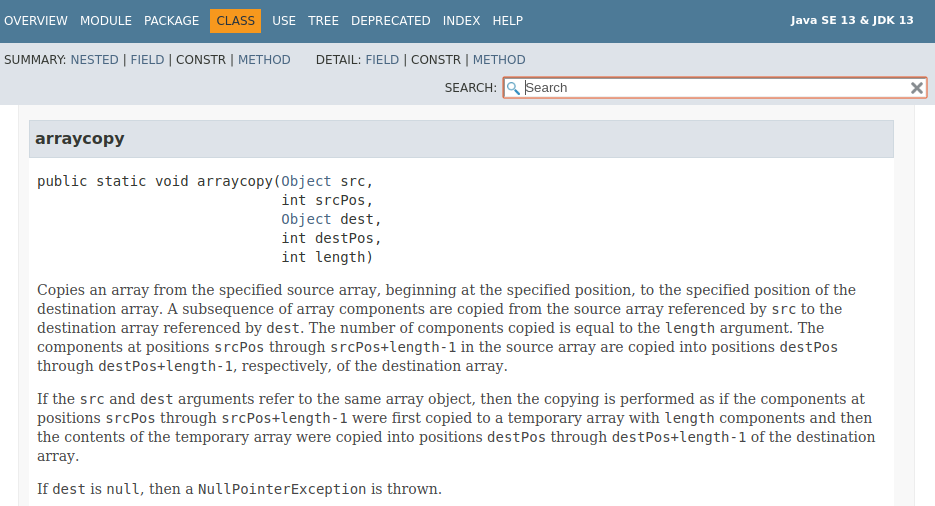 OVERVIEW MODULE PACKAGE CLASS USE TREE DEPRECATED INDEX HELP Java SE 13 & JDK 13
SUMMARY: NESTED | FIELD | CONSTR | METHOD DETAIL: FIELD | CONSTR | METHOD
SEARCH: Search
arraycopy
public static void arraycopy(Object src,
int srcPos,
Object dest,
int destPos,
int length)
Copies an array from the specified source array, beginning at the specified position, to the specified position of the
destination array. A subsequence of array components are copied from the source array referenced by src to the
destination array referenced by dest. The number of components copied is equal to the length argument. The
components at positions srcPos through srcPos+length-1 in the source array are copied into positions destPos
through destPos+length-1, respectively, of the destination array.
If the src and dest arguments refer to the same array object, then the copying is performed as if the components at
positions srcPos through srcPos+length-1 were first copied to a temporary array with length components and then
the contents of the temporary array were copied into positions destPos through destPos+length-1 of the destination
array.
If dest is null, then a NullPointerException is thrown.